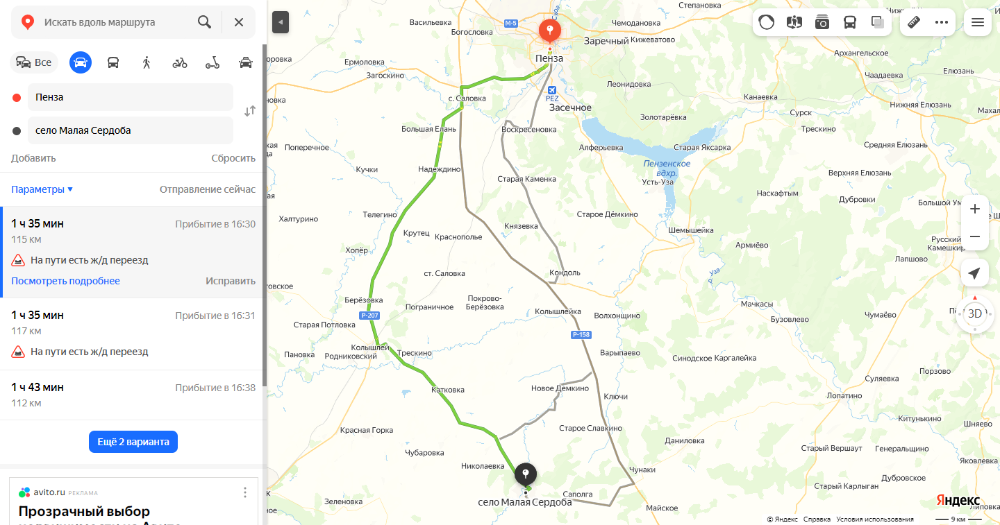 Искать вдоль маршрута
Все
Пенза
село Малая Сердоба
Добавить
Сбросить
Параметры
Отправление сейчас
1 ч 35 мин
Прибытие в 16:30
115 км
На пути есть ж/д переезд
Посмотреть подробнее
Исправить
1 ч 35 мин
Прибытие в 16:31
117 км
На пути есть ж/д переезд
1 ч 43 мин
Прибытие в 16:38
112 км
Ещё 2 варианта
avito.ru РЕКЛАМА
Прозрачный выбор
Степановка
Васильевка
М-5
Чемодановка
Богословка
Заречный
Кижеватово
Архангельское
Пенза
Ермоловка
Загоскино
Елюзань
Чаадаевка
Леонидовка
PEZ
Канаевка
с. Саловка
Засечное
Нижняя Елюзань
Сурск
Золотарёвка
Большая Елань
Воскресеновка
Трескино
Поперечное
Алферьевка
Старая Яксарка
Средняя Елюзань
Пензенское
вдхр.
Кучки
Надеждино
Верхняя Елюзань
Старая Каменка
Усть-Уза
Наскафтым
Дубровки
Телегино
Старое Дёмкино
Халтурино
Князевка
Шемышейка
Крутец
Краснополье
Русский
Камешкир
Армиёво
Хопёр
Лапшово
ст. Саловка
Кондоль
р. Уза
Берёзовка
Покрово-
Берёзовка
Пограничное
Мачкасы
Колышлейка
Р-207
Волхонщино
Чумаёво
3D
Бузовлево
Старая Потловка
Р-158
Колышлей
Пановка
Родниковский
Трескино
Варыпаево
Синодское Каргалейка
Порзово
Суляевка
Катковка
Новое Демкино
Ключи
Лопатино
Китунькино
Шняево
Красная Горка
Старое Славкино
Даниловка
Старый Вершаут
Генеральщино
Чубаровка
Николаевка
Яковлевка
Чунаки
Дубровское
Старый Карлыган
село Малая Сердоба
Саполга
Зеленовка
Майское
Яндекс
Липовка
© Яндекс Справка Условия использования
9 км